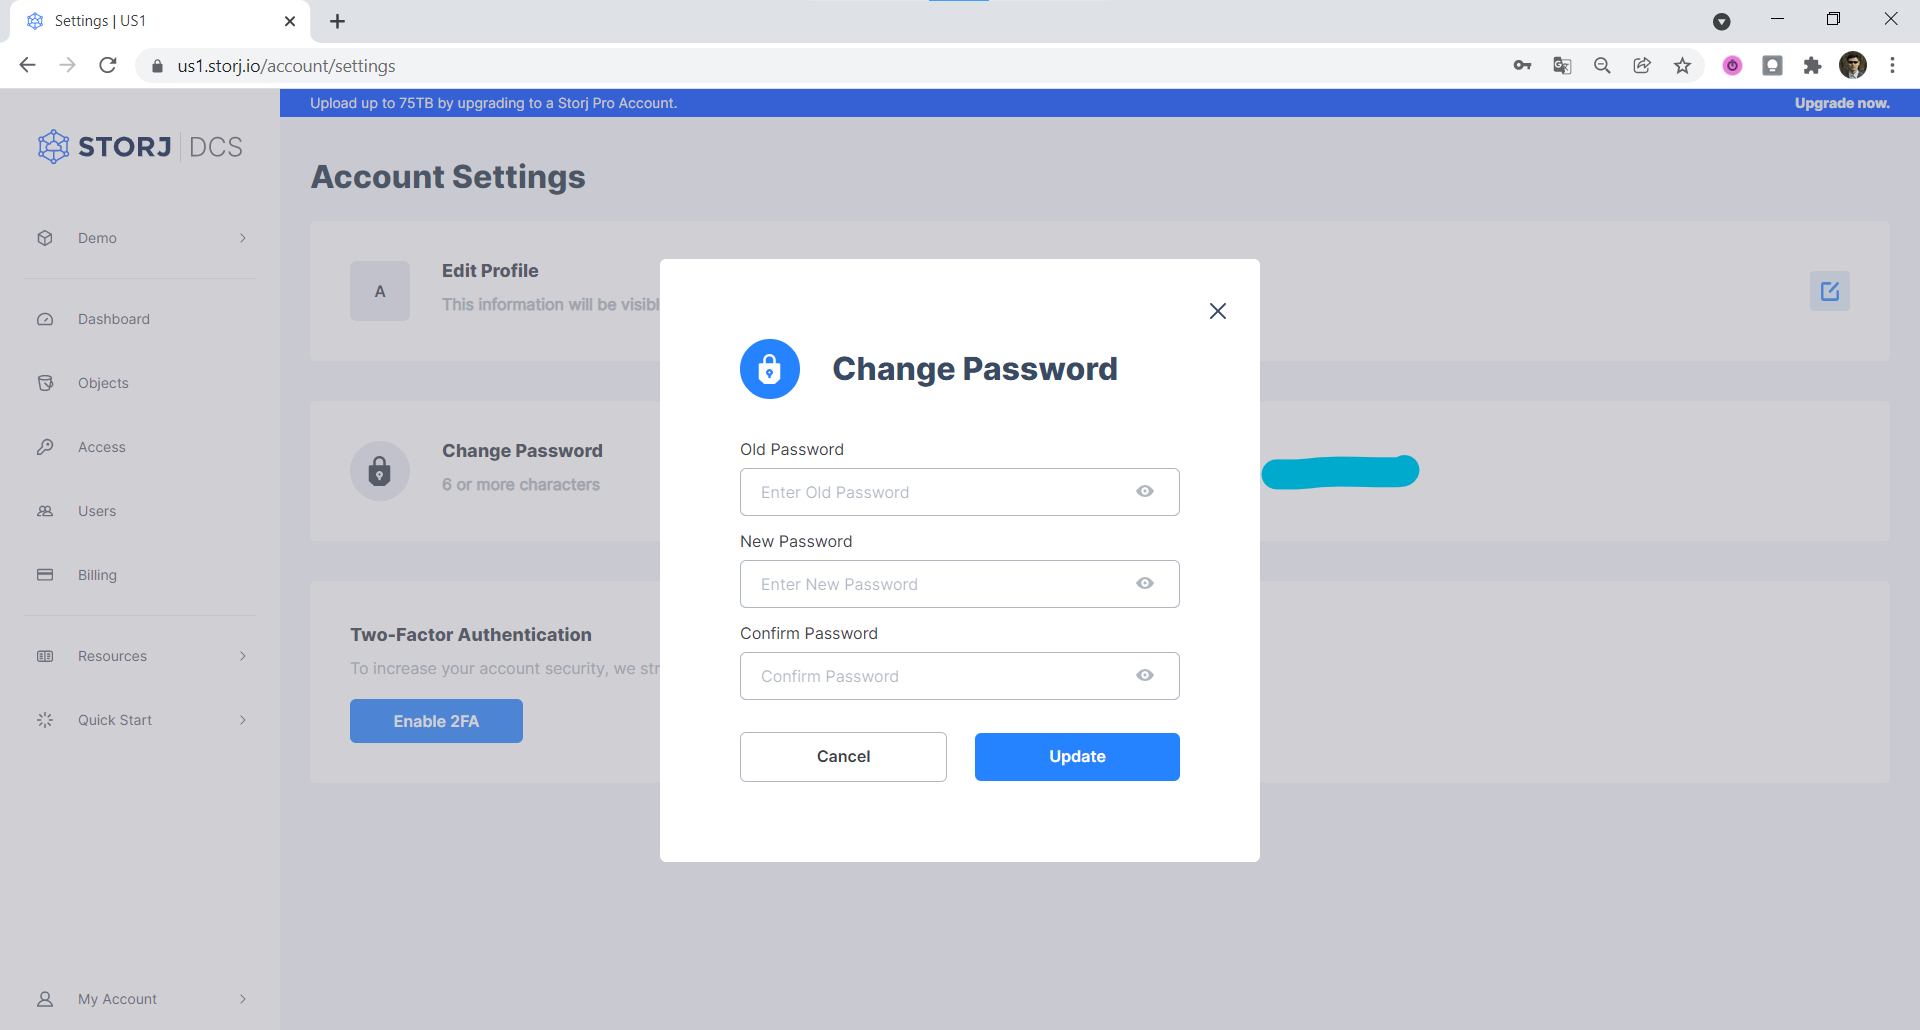 Settings | US1
us1.storj.io/account/settings
Upload up to 75TB by upgrading to a Storj Pro Account.
Upgrade now.
STORJ | DCS
Demo
Dashboard
Objects
Access
Users
Billing
Resources
Quick Start
My Account
Account Settings
A
Edit Profile
This information will be visibl
Change Password
6 or more characters
Two-Factor Authentication
To increase your account security, we str
Enable 2FA
Change Password
Old Password
Enter Old Password
New Password
Enter New Password
Confirm Password
Confirm Password
Cancel
Update